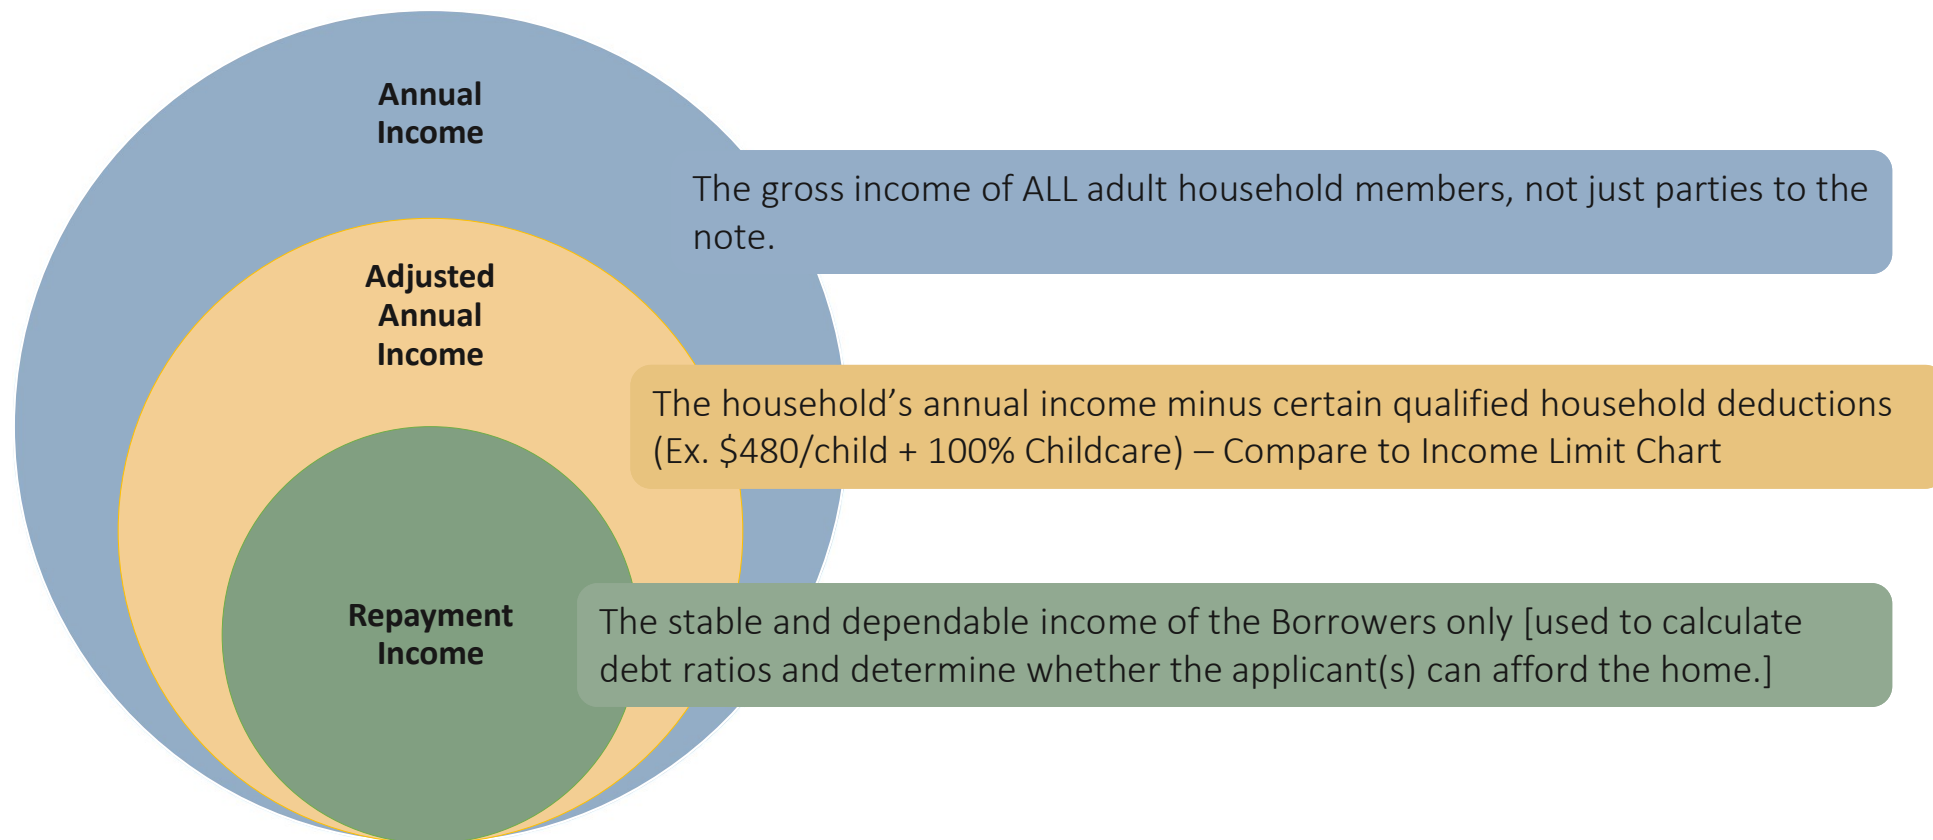 Annual
Income
The gross income of ALL adult household members, not just parties to the
note.
Adjusted
Annual
Income
The household’s annual income minus certain qualified household deductions
(Ex. $480/child + 100% Childcare) – Compare to Income Limit Chart
Repayment
Income
The stable and dependable income of the Borrowers only [used to calculate
debt ratios and determine whether the applicant(s) can afford the home.]